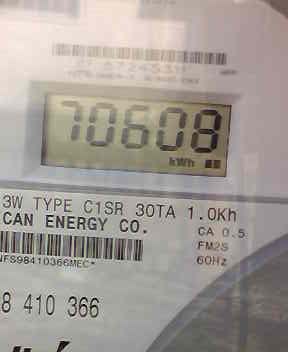 70608
kWh
3W TYPE C1SR 30TA 1.0Kh
CAN ENERGY CO.
CA 0.5
FM2S
60Hz
NFS98410366MEC*
8 410 366